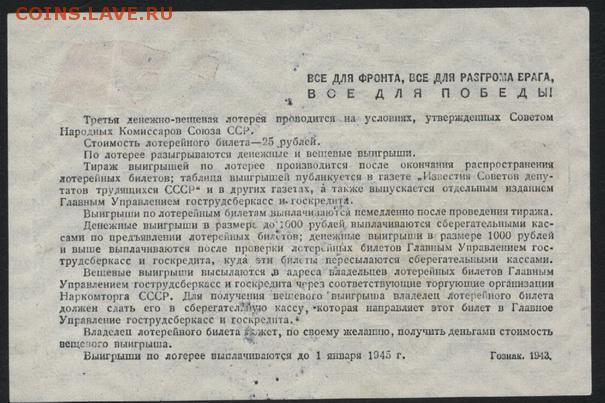 COINS.LAVE.RU
ВСЕ ДЛЯ ФРОНТА, ВСЕ ДЛЯ РАЗГРОМА ВРАГА,
ВСЕ ДЛЯ ПОБЕДЫ!
Третья денежно-вещевая лотерея проводится на условиях, утвержденных Советом
Народных Комиссаров Союза ССР.
Стоимость лотерейного билета—25 рублей.
По лотерее разыгрываются денежные и вещевые выигрыши.
Тираж выигрышей по лотерее производится после окончания распространения
лотерейных билетов; таблица выигрышей публикуется в газете „Известия Советов депу-
татов трудящихся СССР" и в других газетах, а также выпускается отдельным изданием
Главным Управлением гострудсберкасс и госкредита.
Выигрыши по лотерейным билетам выплачиваются немедленно после проведения тиража.
Денежные выигрыши в размере до 1000 рублей выплачиваются сберегательными кас-
сами по предъявлении лотерейных билетов; денежные выигрыши в размере 1000 рублей
и выше выплачиваются после проверки лотерейных билетов Главным Управлением гос-
трудсберкасс и госкредита, куда эти билеты пересылаются сберегательными кассами.
Вещевые выигрыши высылаются в адреса владельцев лотерейных билетов Главным
Управлением гострудсберкасс и госкредита через соответствующие торгующие организации
Наркомторга СССР. Для получения вещевого выигрыша владелец лотерейного билета
должен сдать его в сберегательную кассу, которая направляет этот билет в Главное
Управление гострудсберкасс и госкредита.
Владелец лотерейного билета может, по своему желанию, получить деньгами стоимость
вещевого выигрыша.
Выигрыши по лотерее выплачиваются до 1 января 1945 г.
Гознак. 1943.